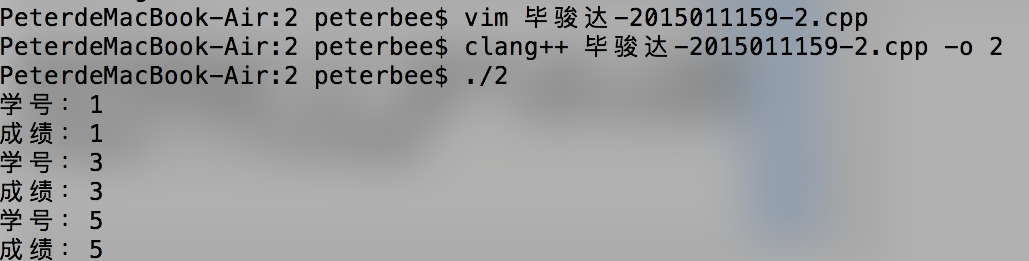 PeterdeMacBook-Air:2 peterbee$ vim 毕骏达-2015011159-2.cpp
PeterdeMacBook-Air:2 peterbee$ clang++ 毕骏达-2015011159-2.cpp -o 2
PeterdeMacBook-Air:2 peterbee$ ./2
学号：1
成绩：1
学号：3
成绩：3
学号：5
成绩：5